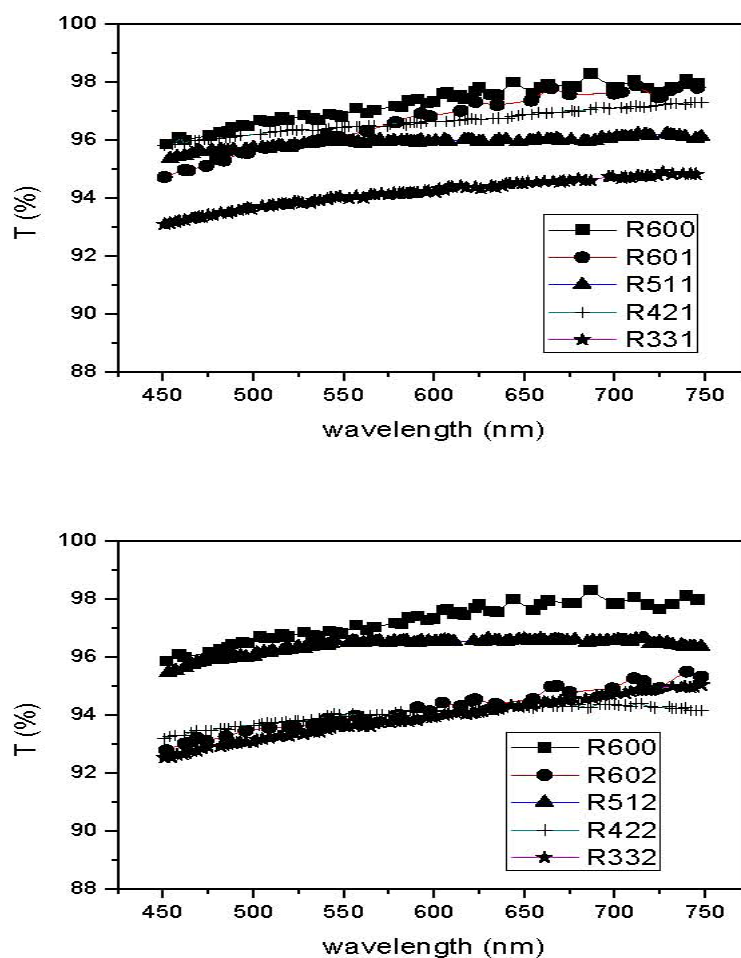 100
98
96
94
92
90
88
T (%)
R600
R601
R511
R421
R331
450 500 550 600 650 700 750
wavelength (nm)
100
98
96
94
92
90
88
T (%)
R600
R602
R512
R422
R332
450 500 550 600 650 700 750
wavelength (nm)